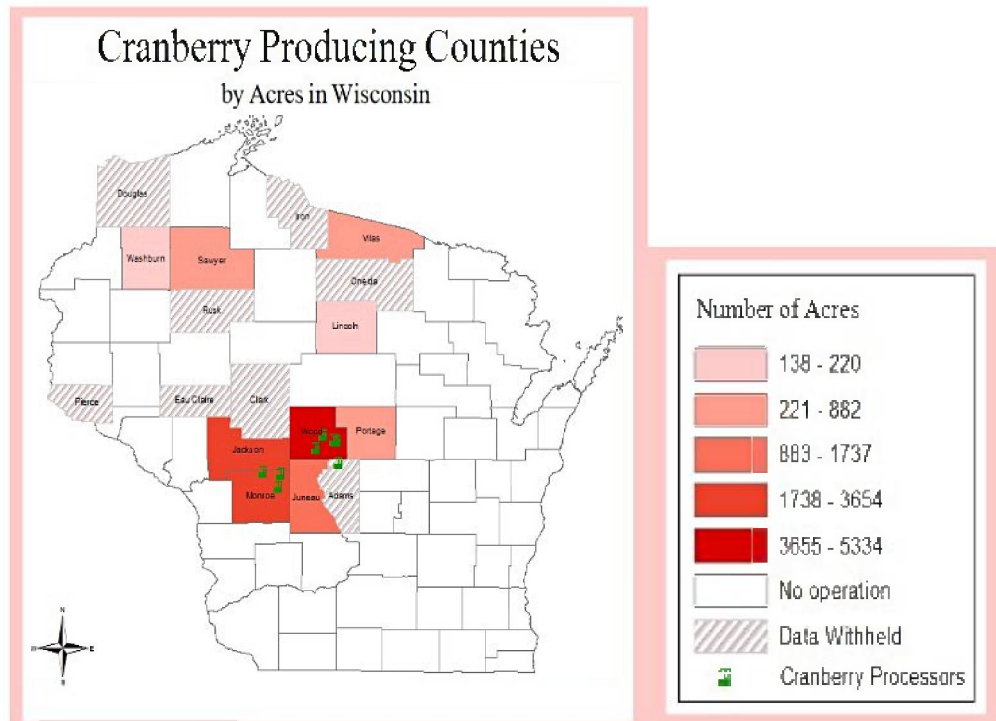 Cranberry Producing Counties
by Acres in Wisconsin
Douglas
Iron
Vilas
Washburn
Sawyer
Oneida
Rusk
Lincoln
Pierce
Eau Claire
Clark
Wood
Portage
Jackson
Monroe
Juneau
Adams
N
W
E
S
Number of Acres
138 - 220
221 - 882
883 - 1737
1738 - 3654
3655 - 5334
No operation
Data Withheld
Cranberry Processors